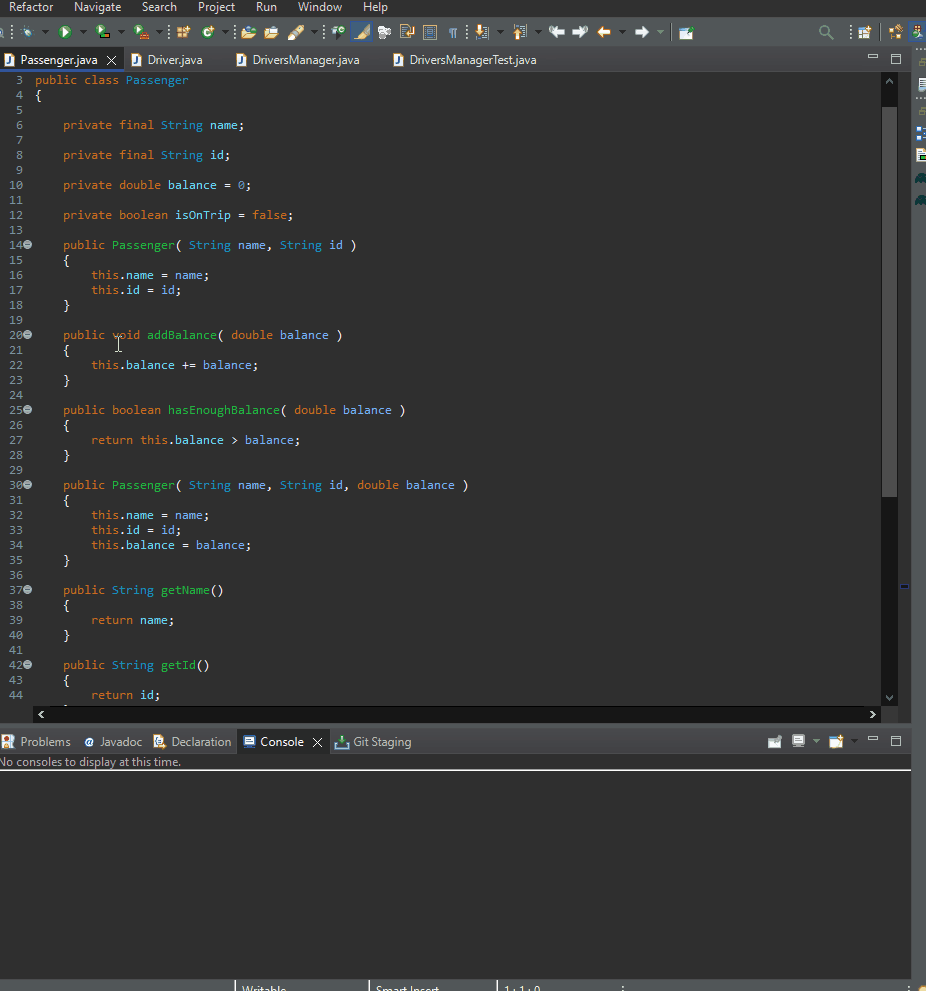 Refactor Navigate Search Project Run Window Help
Passenger.java Driver.java DriversManager.java DriversManagerTest.java
3 public class Passenger
4 {
5
6 private final String name;
7
8 private final String id;
9
10 private double balance = 0;
11
12 private boolean isOnTrip = false;
13
14 public Passenger( String name, String id )
15 {
16 this.name = name;
17 this.id = id;
18 }
19
20 public void addBalance( double balance )
21 {
22 this.balance += balance;
23 }
24
25 public boolean hasEnoughBalance( double balance )
26 {
27 return this.balance > balance;
28 }
29
30 public Passenger( String name, String id, double balance )
31 {
32 this.name = name;
33 this.id = id;
34 this.balance = balance;
35 }
36
37 public String getName()
38 {
39 return name;
40 }
41
42 public String getId()
43 {
44 return id;
Problems @ Javadoc Declaration Console Git Staging
No consoles to display at this time.
Writable Smart Insert 1 : 1 : 0